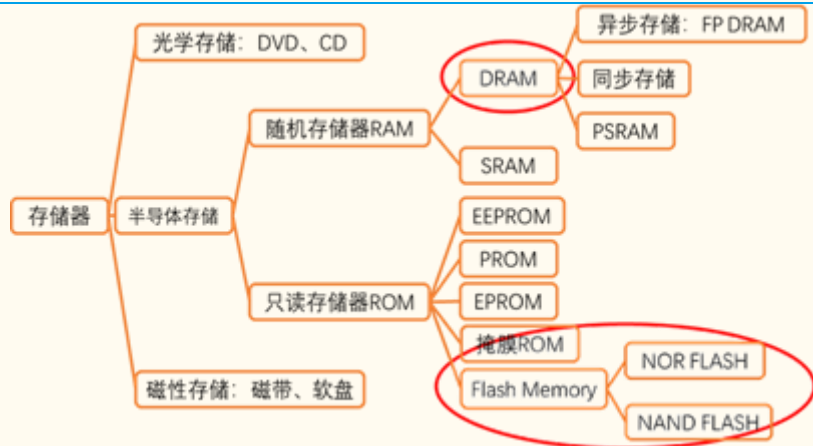 光学存储：DVD、CD
异步存储：FP DRAM
DRAM
同步存储
随机存储器RAM
PSRAM
SRAM
存储器
半导体存储
EEPROM
PROM
只读存储器ROM
EPROM
掩膜ROM
NOR FLASH
磁性存储：磁带、软盘
Flash Memory
NAND FLASH